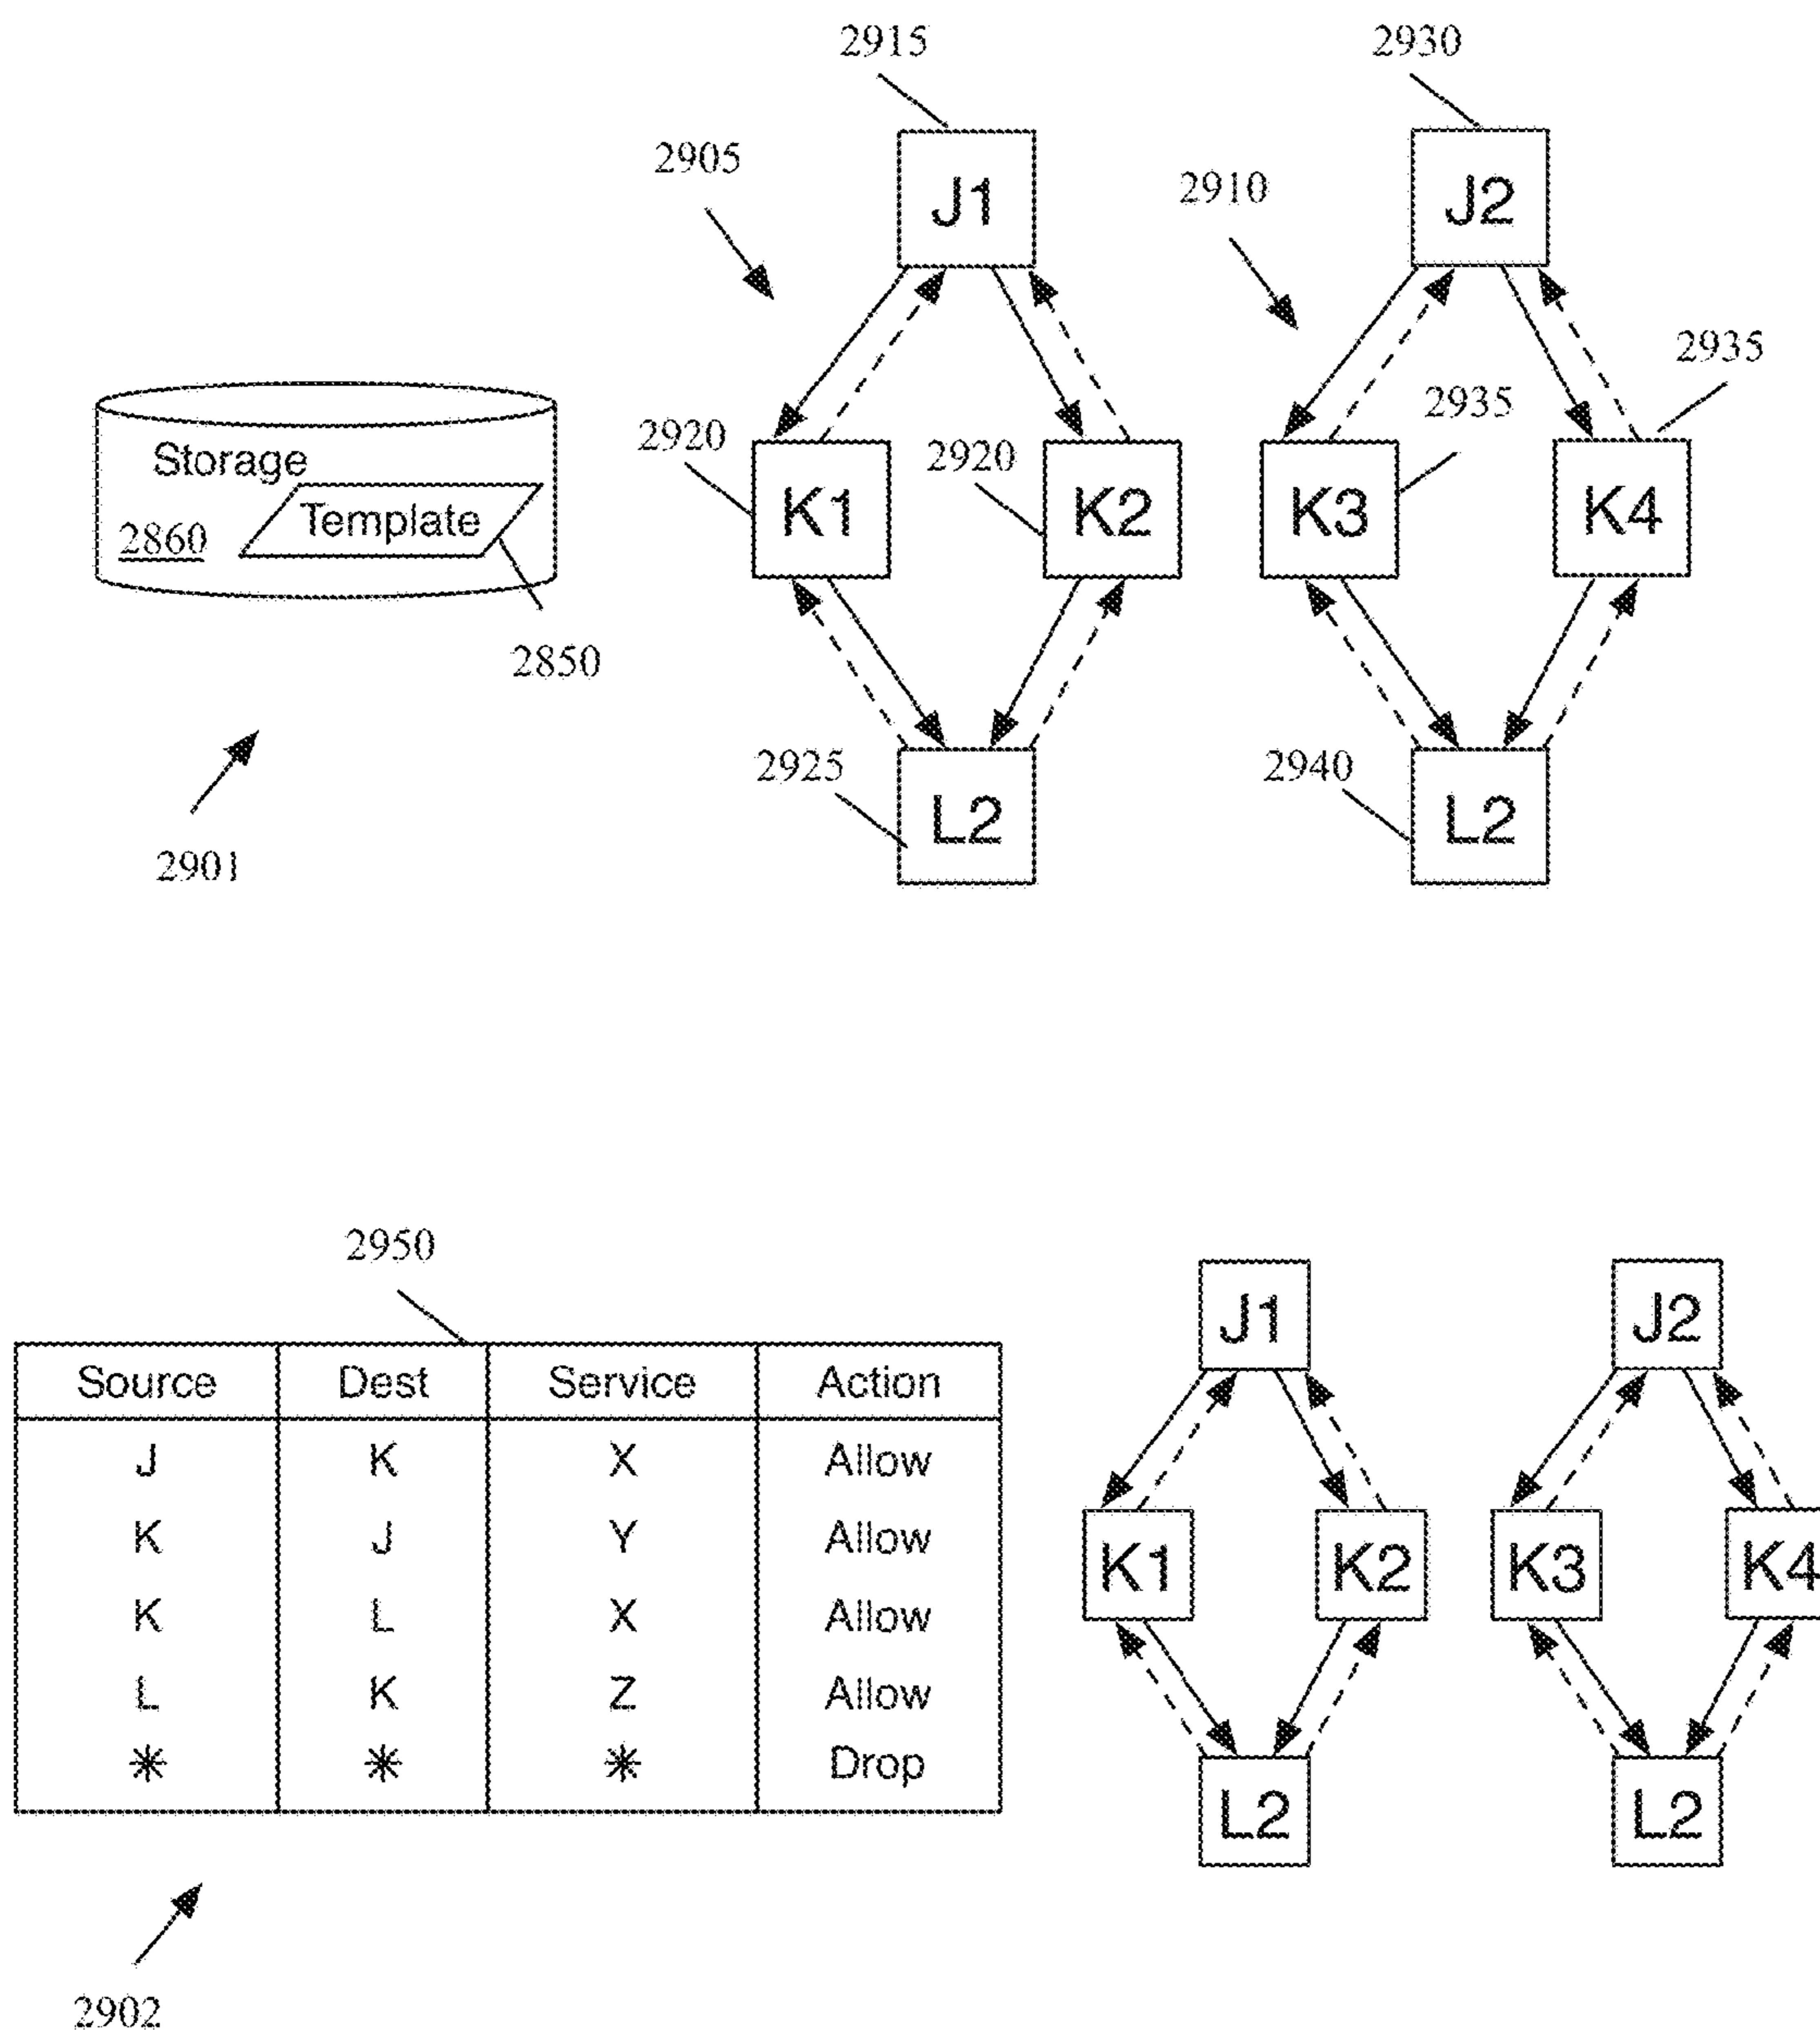 2915
2930
2905
J1
2910
J2
2935
2935
Storage
2920
2920
K1
K2
K3
K4
Template
2860
2850
2925
2940
L2
L2
2901
2950
J1
J2
Source Dest Service Action
J K X Allow
K J Y Allow
K L X Allow
L K Z Allow
* * * Drop
K1
K2
K3
K4
L2
L2
2902